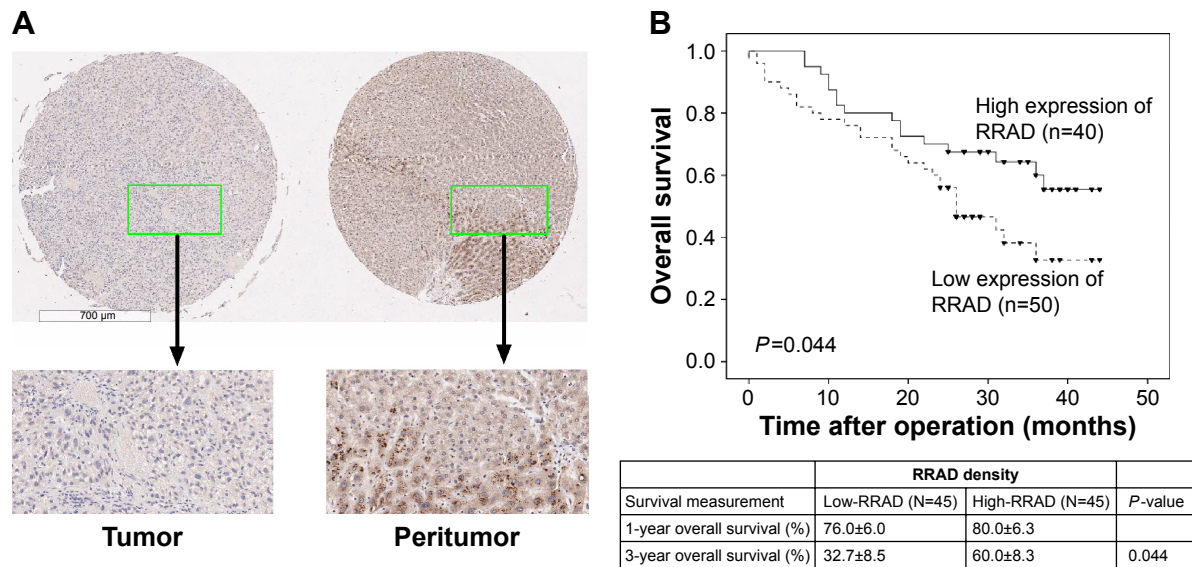 A
700 µm
Tumor
Peritumor
B
Overall survival
1.0
0.8
0.6
0.4
0.2
0.0
High expression of
RRAD (n=40)
Low expression of
RRAD (n=50)
P=0.044
0 10 20 30 40 50
Time after operation (months)
RRAD density
Survival measurement Low-RRAD (N=45) High-RRAD (N=45) P-value
1-year overall survival (%) 76.0±6.0 80.0±6.3
3-year overall survival (%) 32.7±8.5 60.0±8.3 0.044